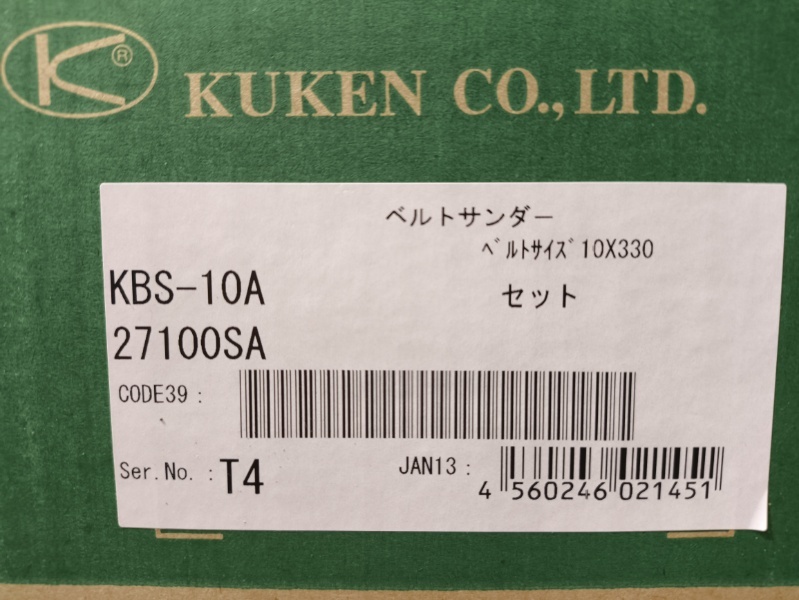 K®
KUKEN CO., LTD.
ベルトサンダー
ﾍﾞﾙﾄｻｲｽﾞ 10X330
KBS-10A
セット
27100SA
CODE39 :
Ser.No. : T4
JAN13 :
4 560246 021451